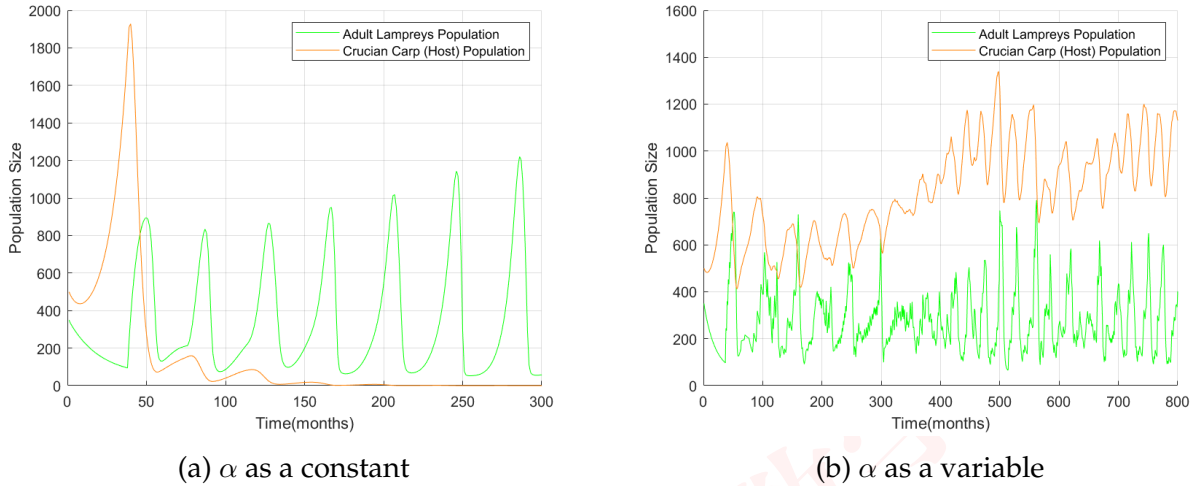 2000
1800
1600
1400
1200
1000
800
600
400
200
0
Population Size
Adult Lampreys Population
Crucian Carp (Host) Population
0 50 100 150 200 250 300
Time(months)
(a) α as a constant
1600
1400
1200
1000
800
600
400
200
0
Population Size
Adult Lampreys Population
Crucian Carp (Host) Population
0 100 200 300 400 500 600 700 800
Time(months)
(b) α as a variable